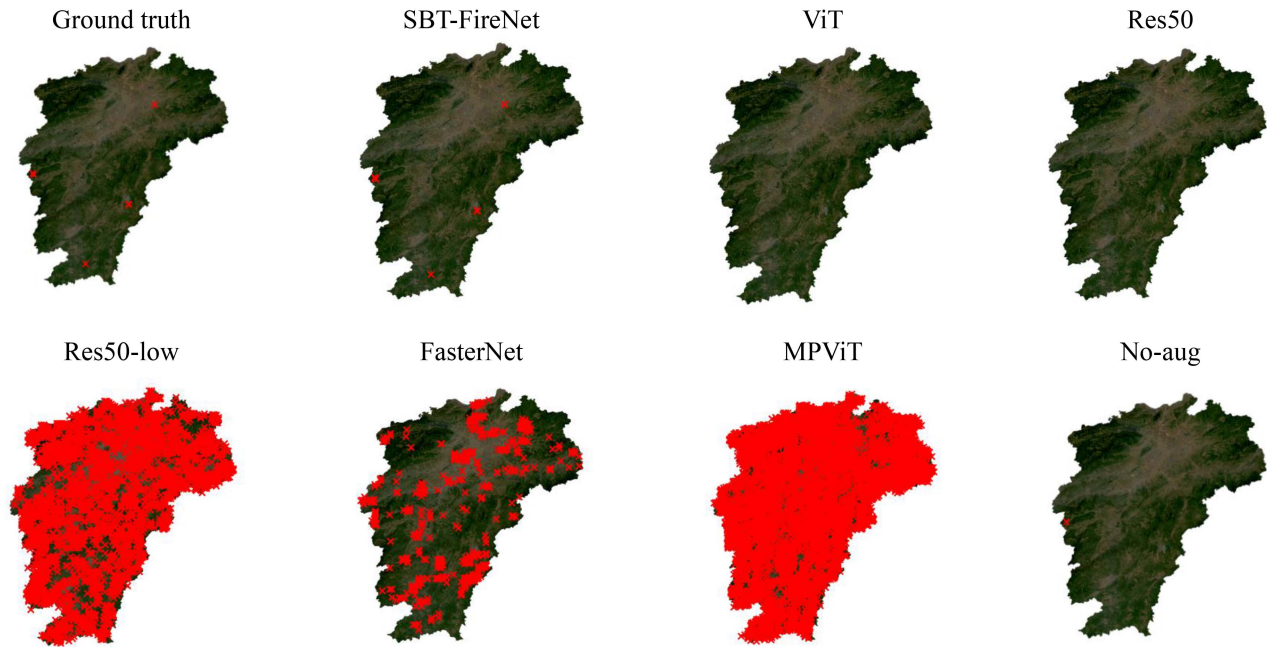 Ground truth
SBT-FireNet
ViT
Res50
Res50-low
FasterNet
MPViT
No-aug